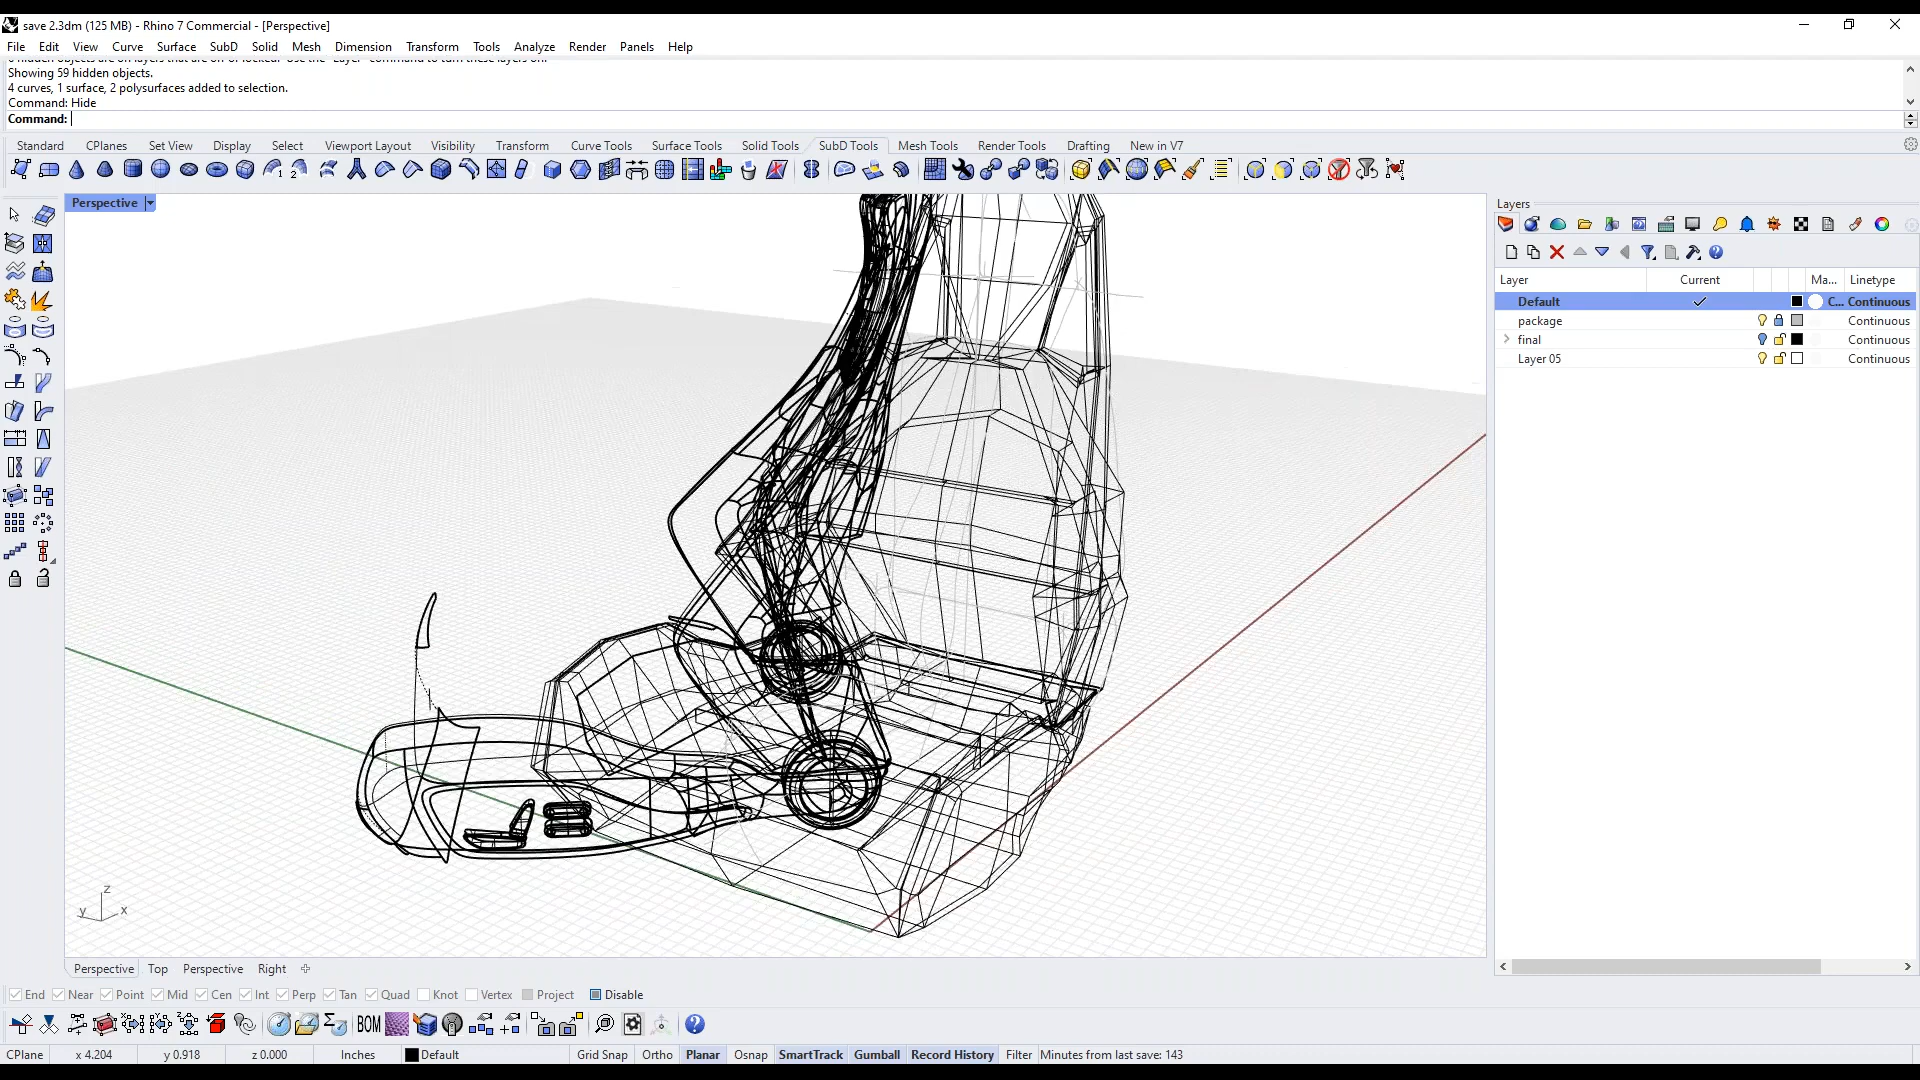 save 2.3dm (125 MB) - Rhino 7 Commercial - [Perspective]
File Edit View Curve Surface SubD Solid Mesh Dimension Transform Tools Analyze Render Panels Help
Showing 59 hidden objects.
4 curves, 1 surface, 2 polysurfaces added to selection.
Command: Hide
Command:
Standard CPlanes Set View Display Select Viewport Layout Visibility Transform Curve Tools Surface Tools Solid Tools SubD Tools Mesh Tools Render Tools Drafting New in V7
Perspective
Layers
Layer Current Ma... Linetype
Default C... Continuous
package Continuous
final Continuous
Layer 05 Continuous
z
y x
Perspective Top Perspective Right
End Near Point Mid Cen Int Perp Tan Quad Knot Vertex Project Disable
BOM
CPlane x 4.204 y 0.918 z 0.000 Inches Default Grid Snap Ortho Planar Osnap SmartTrack Gumball Record History Filter Minutes from last save: 143